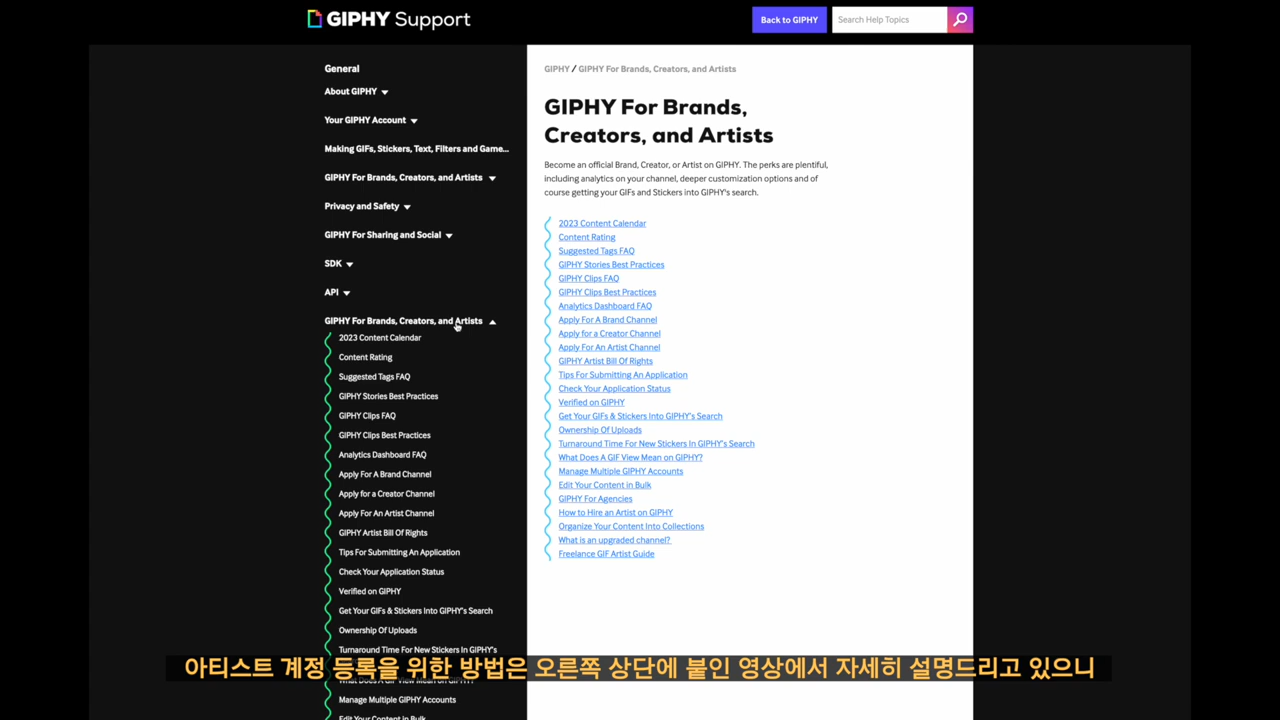 GIPHY Support
Back to GIPHY
Search Help Topics
General
About GIPHY
Your GIPHY Account
Making GIFs, Stickers, Text, Filters and Game...
GIPHY For Brands, Creators, and Artists
Privacy and Safety
GIPHY For Sharing and Social
SDK
API
GIPHY For Brands, Creators, and Artists
2023 Content Calendar
Content Rating
Suggested Tags FAQ
GIPHY Stories Best Practices
GIPHY Clips FAQ
GIPHY Clips Best Practices
Analytics Dashboard FAQ
Apply For A Brand Channel
Apply for a Creator Channel
Apply For An Artist Channel
GIPHY Artist Bill Of Rights
Tips For Submitting An Application
Check Your Application Status
Verified on GIPHY
Get Your GIFs & Stickers Into GIPHY's Search
Ownership Of Uploads
Turnaround Time For New Stickers In GIPHY's
What Does A GIF View Mean on GIPHY?
Manage Multiple GIPHY Accounts
Edit Your Content in Bulk
GIPHY / GIPHY For Brands, Creators, and Artists
GIPHY For Brands,
Creators, and Artists
Become an official Brand, Creator, or Artist on GIPHY. The perks are plentiful,
including analytics on your channel, deeper customization options and of
course getting your GIFs and Stickers into GIPHY's search.
2023 Content Calendar
Content Rating
Suggested Tags FAQ
GIPHY Stories Best Practices
GIPHY Clips FAQ
GIPHY Clips Best Practices
Analytics Dashboard FAQ
Apply For A Brand Channel
Apply for a Creator Channel
Apply For An Artist Channel
GIPHY Artist Bill Of Rights
Tips For Submitting An Application
Check Your Application Status
Verified on GIPHY
Get Your GIFs & Stickers Into GIPHY's Search
Ownership Of Uploads
Turnaround Time For New Stickers In GIPHY's Search
What Does A GIF View Mean on GIPHY?
Manage Multiple GIPHY Accounts
Edit Your Content in Bulk
GIPHY For Agencies
How to Hire an Artist on GIPHY
Organize Your Content Into Collections
What is an upgraded channel?
Freelance GIF Artist Guide
아티스트 계정 등록을 위한 방법은 오른쪽 상단에 붙인 영상에서 자세히 설명드리고 있으니